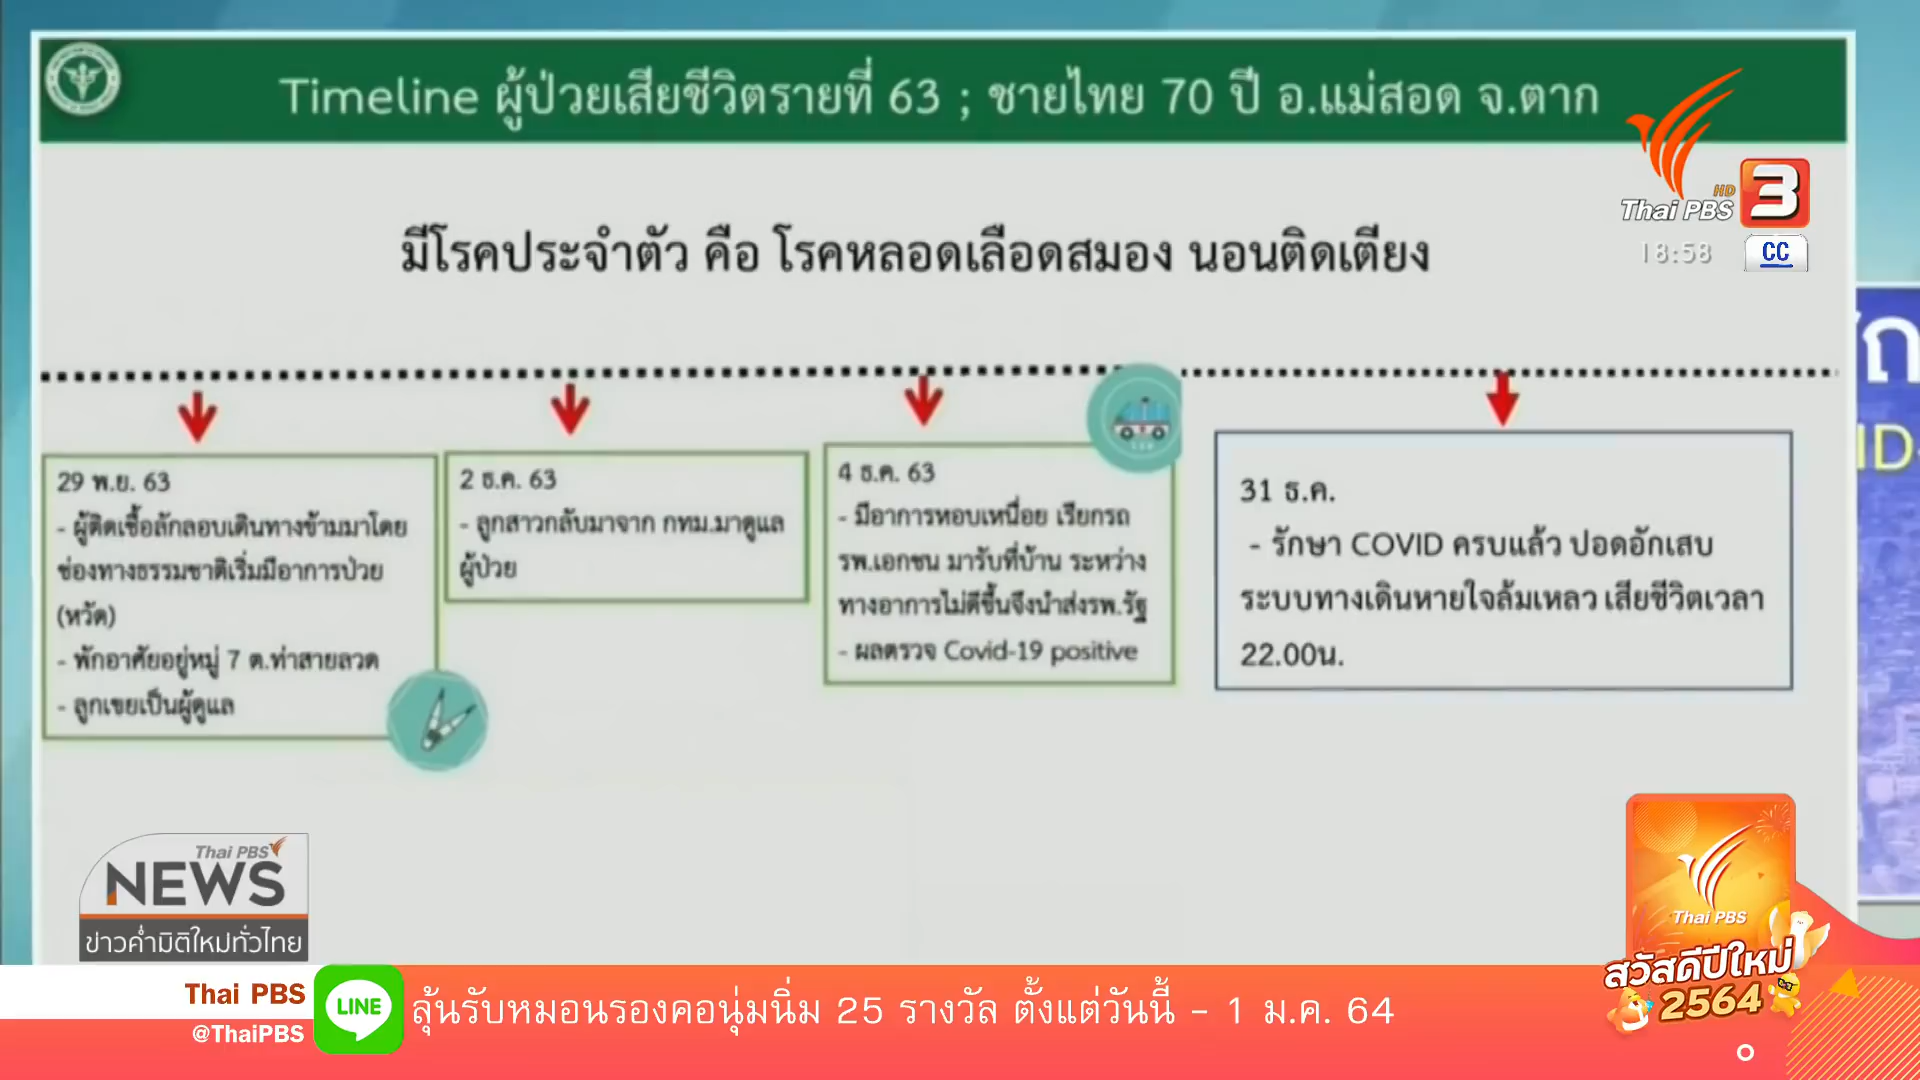 Timeline ผู้ป่วยเสียชีวิตรายที่ 63 ; ชายไทย 70 ปี อ.แม่สอด จ.ตาก
Thai PBS HD 3
18:58
CC
มีโรคประจำตัว คือ โรคหลอดเลือดสมอง นอนติดเตียง
29 พ.ย. 63
- ผู้ติดเชื้อลักลอบเดินทางข้ามมาโดย
ช่องทางธรรมชาติเริ่มมีอาการป่วย
(หวัด)
- พักอาศัยอยู่หมู่ 7 ต.ท่าสายลวด
- ลูกเขยเป็นผู้ดูแล
2 ธ.ค. 63
- ลูกสาวกลับมาจาก กทม.มาดูแล
ผู้ป่วย
4 ธ.ค. 63
- มีอาการหอบเหนื่อย เรียกรถ
รพ.เอกชน มารับที่บ้าน ระหว่าง
ทางอาการไม่ดีขึ้นจึงนำส่งรพ.รัฐ
- ผลตรวจ Covid-19 positive
31 ธ.ค.
- รักษา COVID ครบแล้ว ปอดอักเสบ
ระบบทางเดินหายใจล้มเหลว เสียชีวิตเวลา
22.00น.
Thai PBS
NEWS
ข่าวค่ำมิติใหม่ทั่วไทย
Thai PBS
@ThaiPBS
LINE
ลุ้นรับหมอนรองคอนุ่มนิ่ม 25 รางวัล ตั้งแต่วันนี้ - 1 ม.ค. 64
Thai PBS
สวัสดีปีใหม่
2564